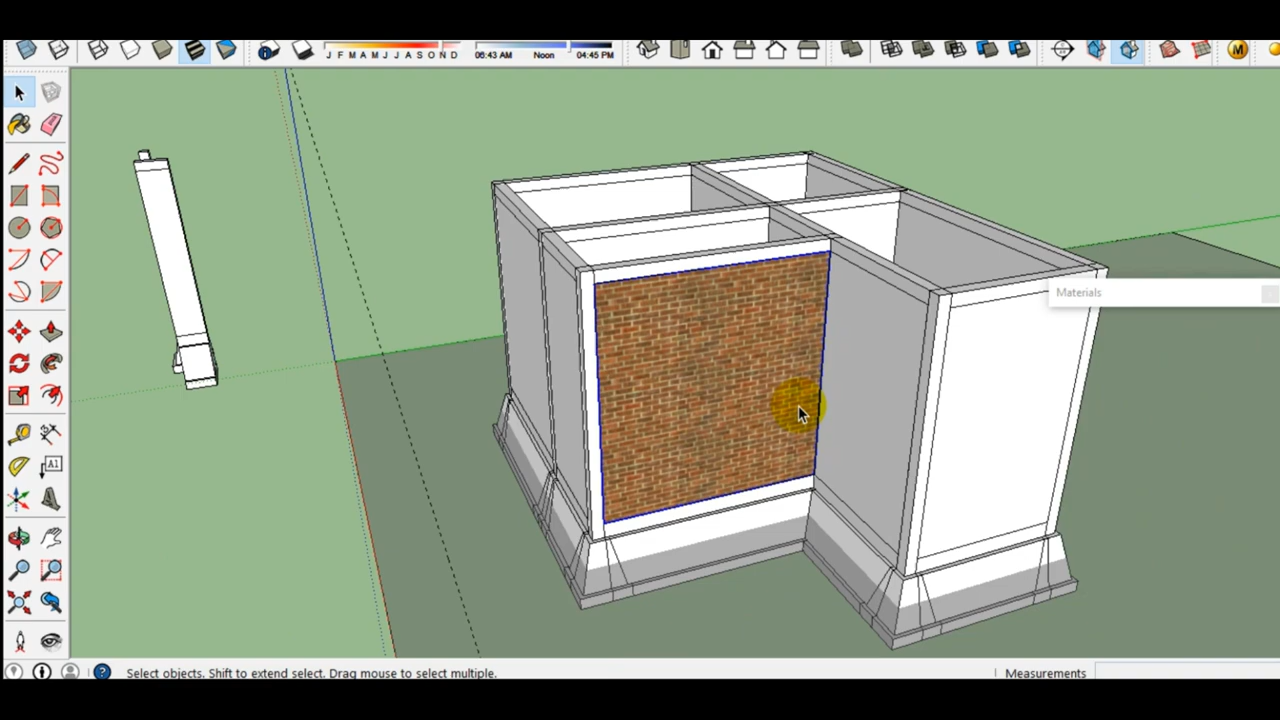 J F M A M J J A S O N D 06:43 AM Noon 04:45 PM
M
A1
Materials
Select objects. Shift to extend select. Drag mouse to select multiple. Measurements